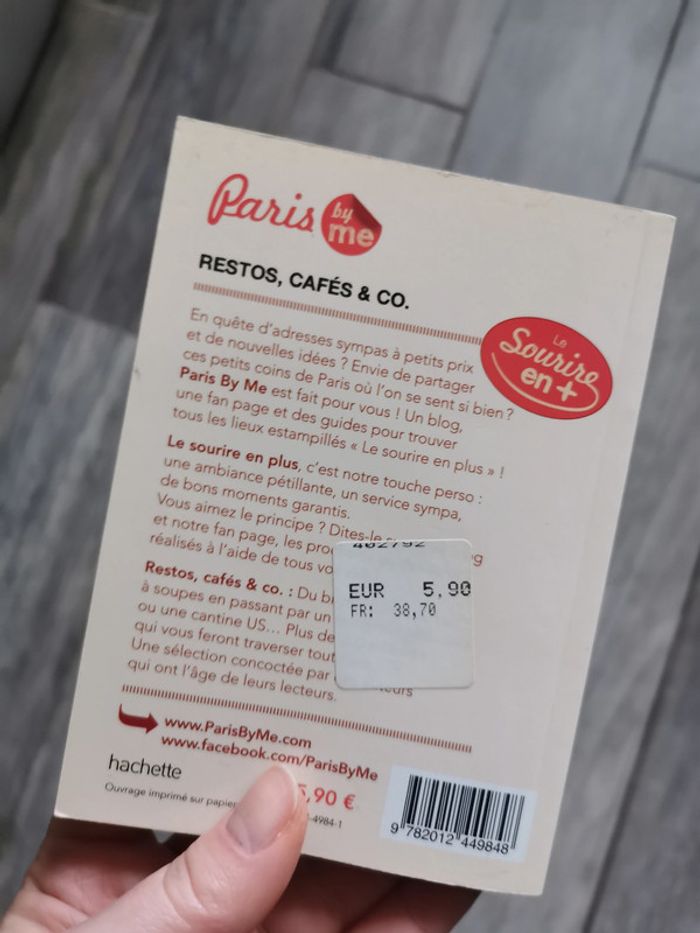 Paris by me
RESTOS, CAFÉS & CO.
En quête d'adresses sympas à petits prix
et de nouvelles idées ? Envie de partager
ces petits coins de Paris où l'on se sent si bien ?
Paris By Me est fait pour vous ! Un blog,
une fan page et des guides pour trouver
tous les lieux estampillés « Le sourire en plus » !
Le
Sourire
en +
Le sourire en plus, c'est notre touche perso :
une ambiance pétillante, un service sympa,
de bons moments garantis.
Vous aimez le principe ? Dites-le
et notre fan page, les
réalisés à l'aide de tous
Restos, cafés & co. : Du
à soupes en passant par un
ou une cantine US... Plus de
qui vous feront traverser
Une sélection concoctée par
qui ont l'âge de leurs lecteurs.
402792
EUR 5,90
FR: 38,70
www.ParisByMe.com
www.facebook.com/ParisByMe
hachette
5,90 €
Ouvrage imprimé sur
4984-1
9 782012 449848